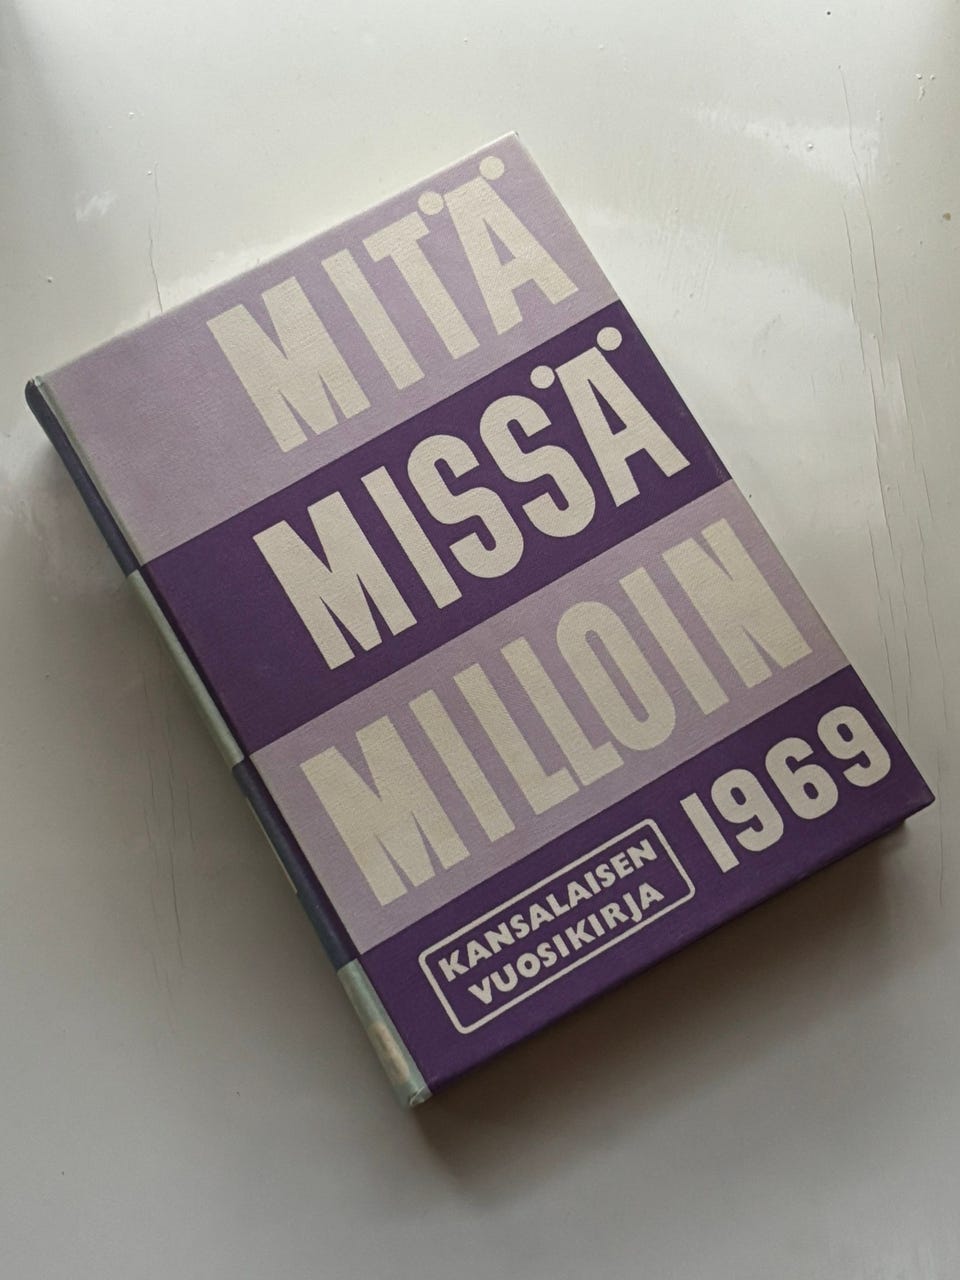 MITÄ
MISSÄ
MILLOIN
1969
KANSALAISEN
VUOSIKIRJA